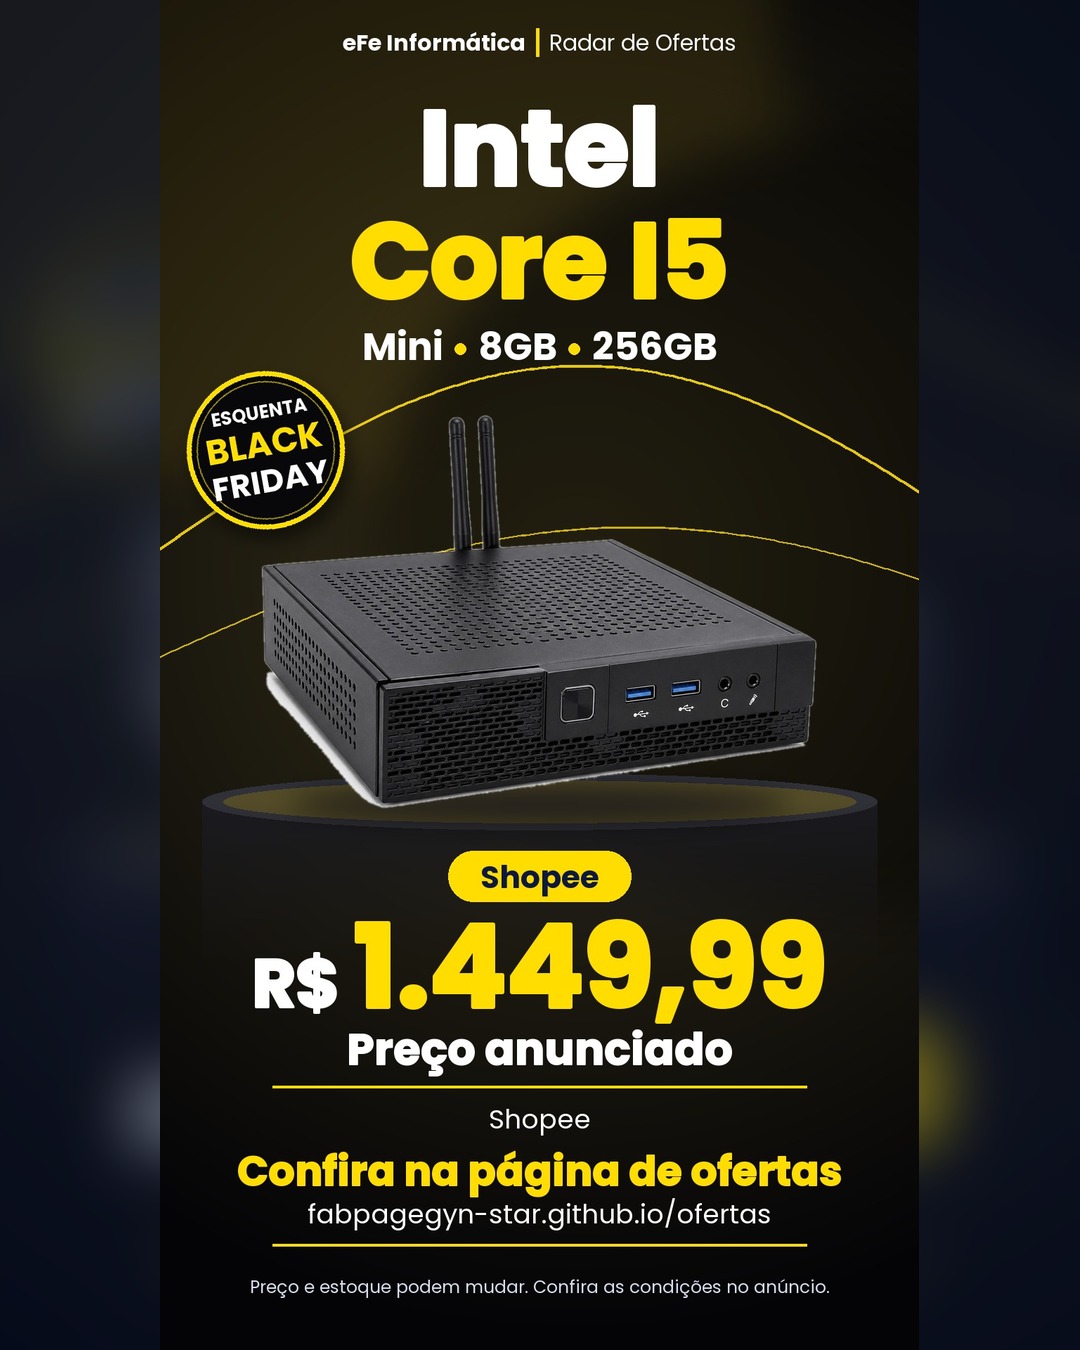 eFe Informática | Radar de Ofertas
Intel
Core I5
Mini • 8GB • 256GB
ESQUENTA
BLACK
FRIDAY
Shopee
R$ 1.449,99
Preço anunciado
Shopee
Confira na página de ofertas
fabpagegyn-star.github.io/ofertas
Preço e estoque podem mudar. Confira as condições no anúncio.